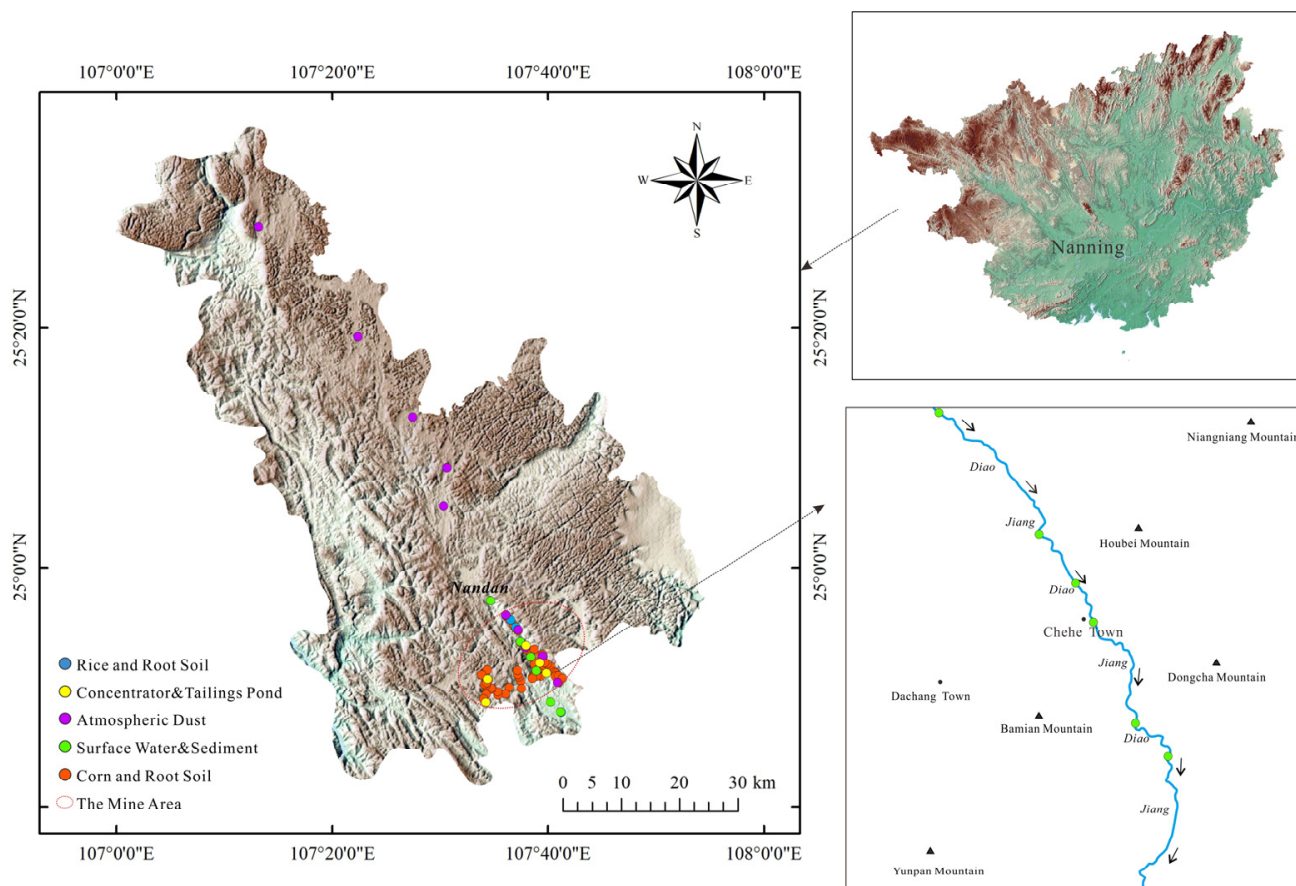 107°0'0"E
107°20'0"E
107°40'0"E
108°0'0"E
25°20'0"N
25°0'0"N
25°20'0"N
25°0'0"N
N
W
E
S
Nandan
Rice and Root Soil
Concentrator&Tailings Pond
Atmospheric Dust
Surface Water&Sediment
Corn and Root Soil
The Mine Area
0 5 10 20 30 km
107°0'0"E
107°20'0"E
107°40'0"E
108°0'0"E
Nanning
Niangniang Mountain
Diao
Jiang
Houbei Mountain
Diao
Chehe Town
Jiang
Dongcha Mountain
Dachang Town
Bamian Mountain
Diao
Jiang
Yunpan Mountain